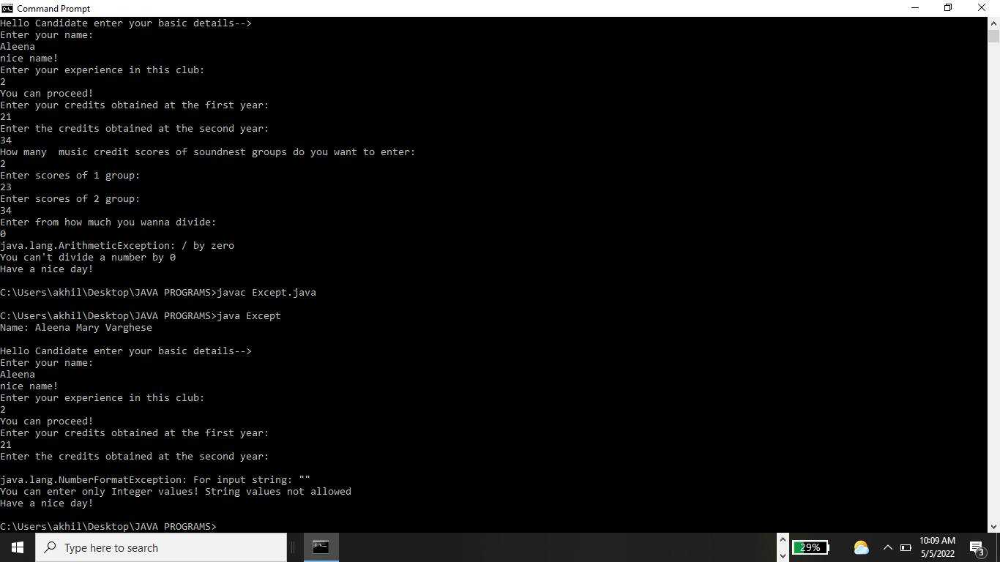 Command Prompt
Hello Candidate enter your basic details-->
Enter your name:
Aleena
nice name!
Enter your experience in this club:
2
You can proceed!
Enter your credits obtained at the first year:
21
Enter the credits obtained at the second year:
34
How many  music credit scores of soundnest groups do you want to enter:
2
Enter scores of 1 group:
23
Enter scores of 2 group:
34
Enter from how much you wanna divide:
0
java.lang.ArithmeticException: / by zero
You can't divide a number by 0
Have a nice day!
C:\Users\akhil\Desktop\JAVA PROGRAMS>javac Except.java
C:\Users\akhil\Desktop\JAVA PROGRAMS>java Except
Name: Aleena Mary Varghese
Hello Candidate enter your basic details-->
Enter your name:
Aleena
nice name!
Enter your experience in this club:
2
You can proceed!
Enter your credits obtained at the first year:
21
Enter the credits obtained at the second year:
java.lang.NumberFormatException: For input string: ""
You can enter only Integer values! String values not allowed
Have a nice day!
C:\Users\akhil\Desktop\JAVA PROGRAMS>
Type here to search
29%
10:09 AM
5/5/2022
3